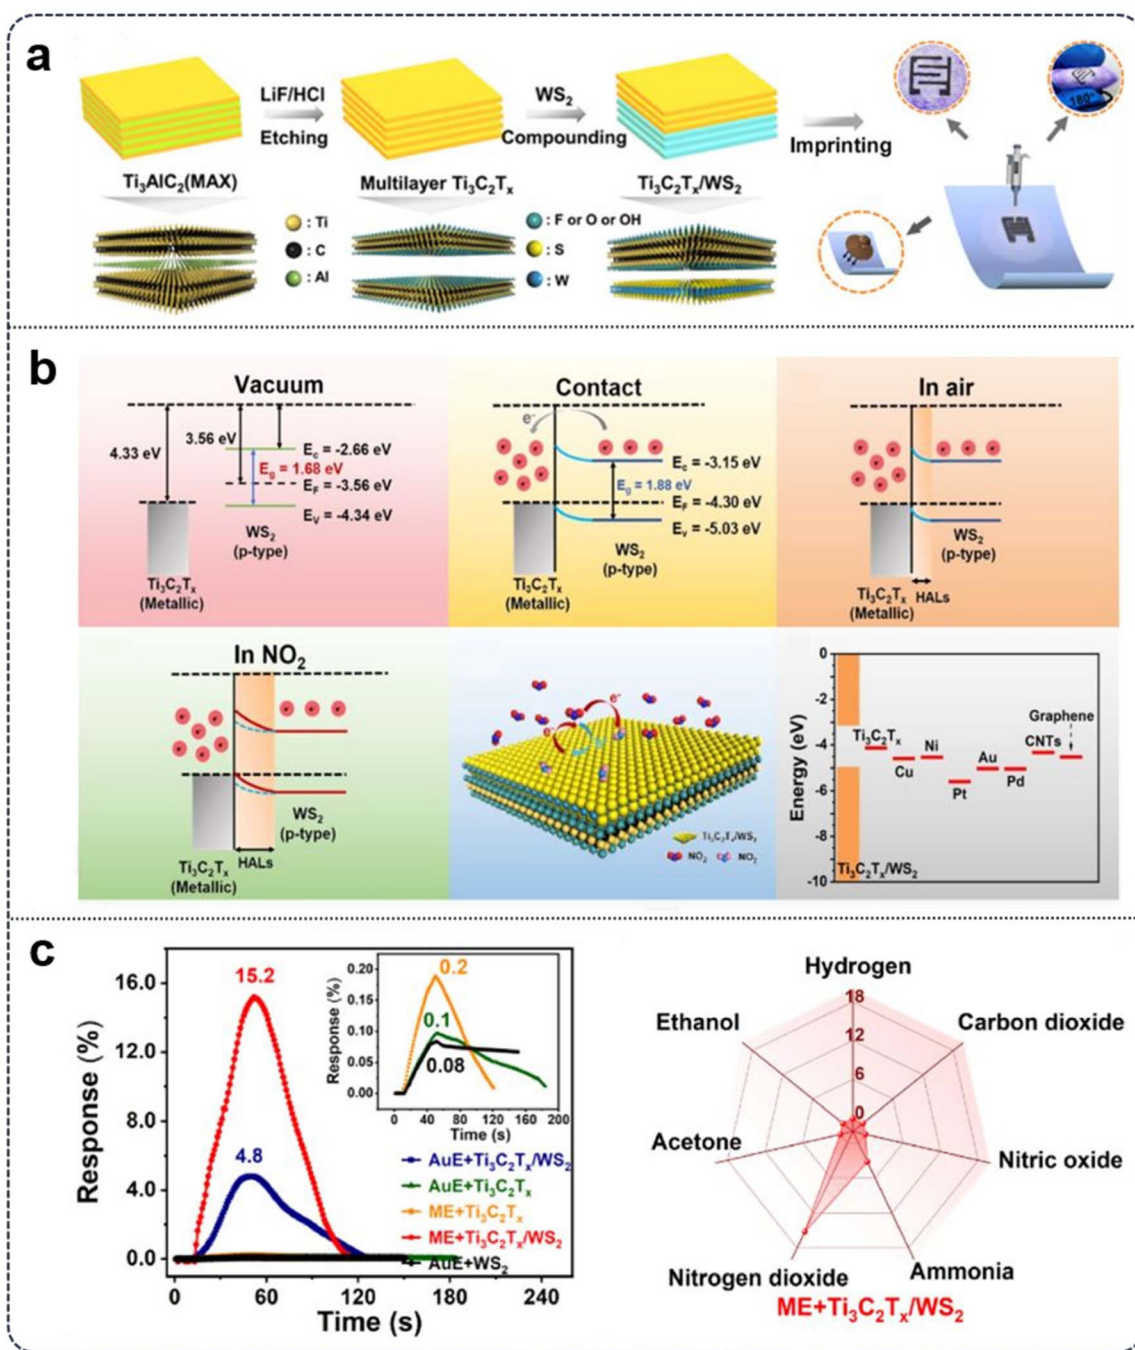 a
LiF/HCl
Etching
WS2
Compounding
Imprinting
180°
Ti3AlC2(MAX)
Multilayer Ti3C2Tx
Ti3C2Tx/WS2
: Ti
: C
: Al
: F or O or OH
: S
: W
b
Vacuum
4.33 eV
3.56 eV
Ec = -2.66 eV
Eg = 1.68 eV
EF = -3.56 eV
EV = -4.34 eV
WS2
(p-type)
Ti3C2Tx
(Metallic)
Contact
e-
Ec = -3.15 eV
Eg = 1.88 eV
EF = -4.30 eV
Ev = -5.03 eV
WS2
(p-type)
Ti3C2Tx
(Metallic)
In air
WS2
(p-type)
Ti3C2Tx
(Metallic)
HALs
In NO2
WS2
(p-type)
Ti3C2Tx
(Metallic)
HALs
e-
e-
Ti3C2Tx/WS2
NO2
NO2-
Energy (eV)
0
-2
-4
-6
-8
-10
Ti3C2Tx
Cu
Ni
Pt
Au
Pd
CNTs
Graphene
Ti3C2Tx/WS2
c
Response (%)
16.0
12.0
8.0
4.0
0.0
15.2
4.8
0
60
120
180
240
Time (s)
Response (%)
0.20
0.15
0.10
0.05
0.00
0.2
0.1
0.08
0
40
80
120
160
200
Time (s)
AuE+Ti3C2Tx/WS2
AuE+Ti3C2Tx
ME+Ti3C2Tx
ME+Ti3C2Tx/WS2
AuE+WS2
Hydrogen
18
12
6
0
Ethanol
Carbon dioxide
Acetone
Nitric oxide
Nitrogen dioxide
Ammonia
ME+Ti3C2Tx/WS2